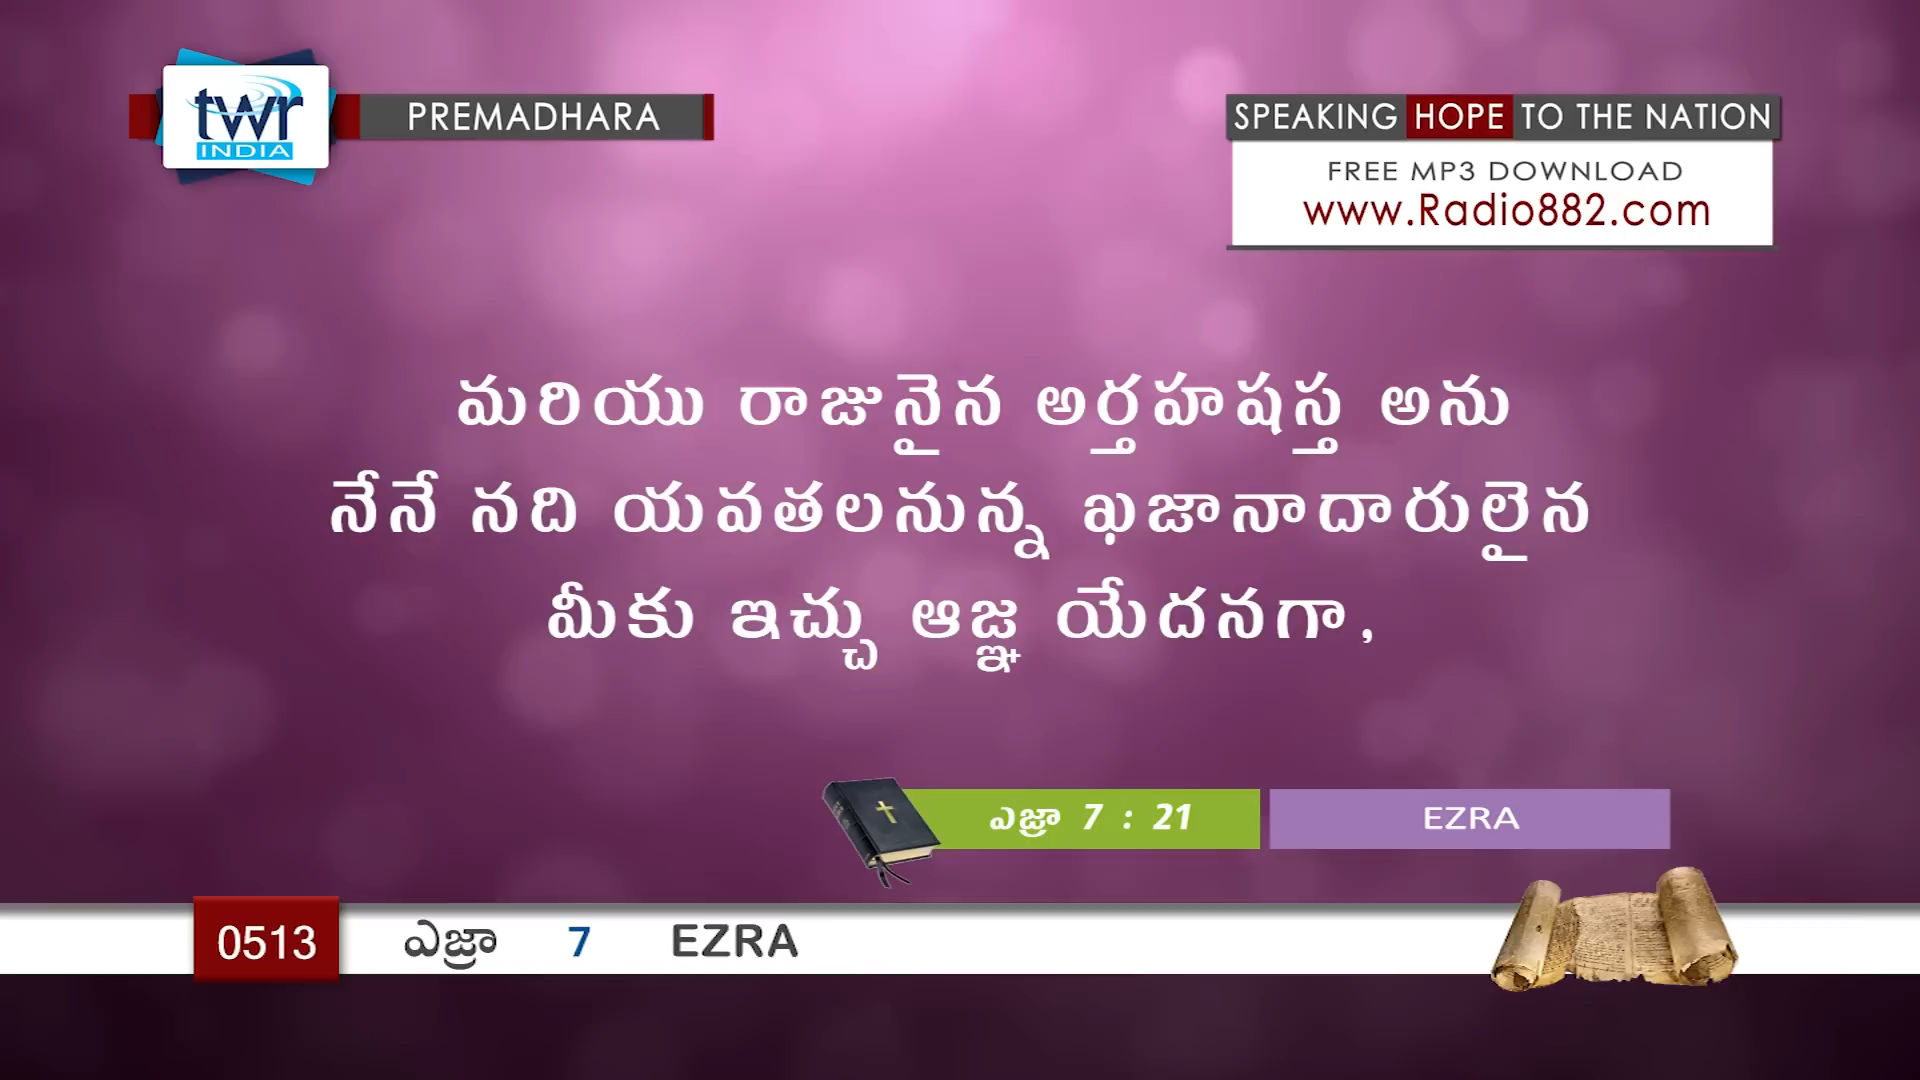 twr
INDIA
PREMADHARA
SPEAKING HOPE TO THE NATION
FREE MP3 DOWNLOAD
www.Radio882.com
మరియు రాజునైన అర్తహషస్త అను
నేనే నది యవతలనున్న ఖజానాదారులైన
మీకు ఇచ్చు ఆజ్ఞ యేదనగా,
ఎజ్రా 7 : 21
EZRA
0513 ఎజ్రా 7 EZRA